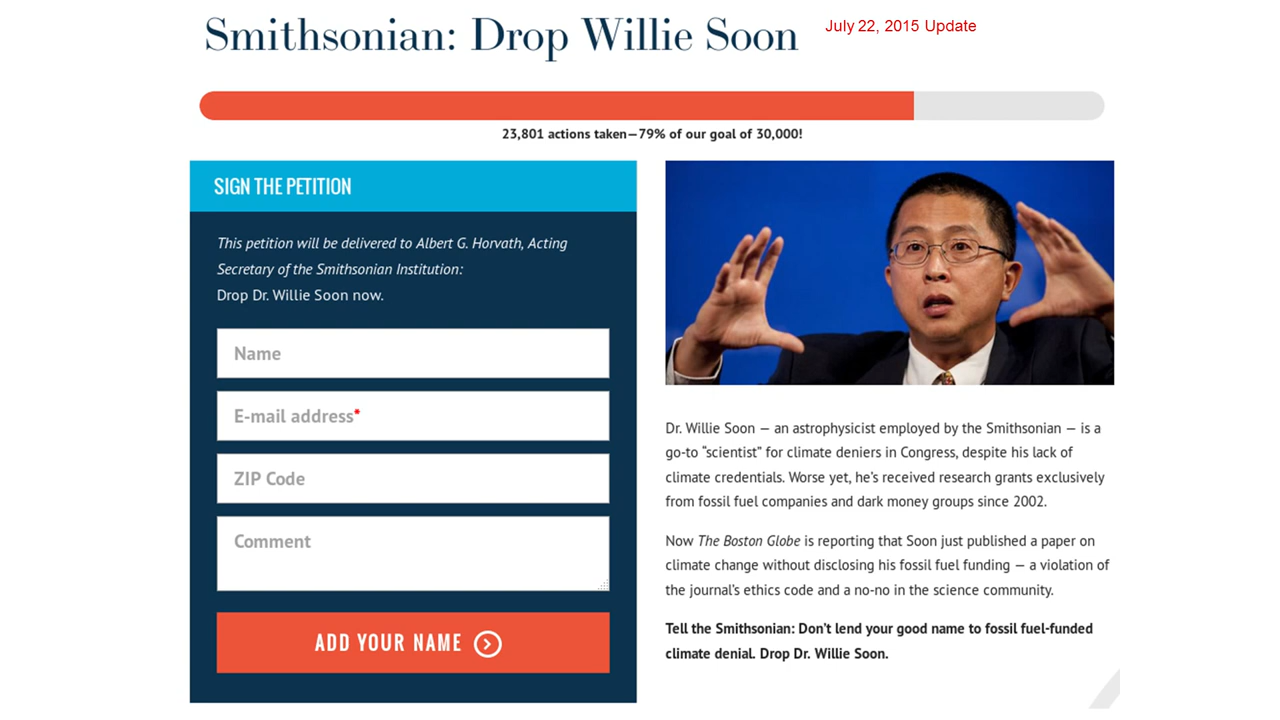 Smithsonian: Drop Willie Soon
July 22, 2015 Update
23,801 actions taken—79% of our goal of 30,000!
SIGN THE PETITION
This petition will be delivered to Albert G. Horvath, Acting
Secretary of the Smithsonian Institution:
Drop Dr. Willie Soon now.
Name
E-mail address*
ZIP Code
Comment
ADD YOUR NAME
Dr. Willie Soon — an astrophysicist employed by the Smithsonian — is a
go-to “scientist” for climate deniers in Congress, despite his lack of
climate credentials. Worse yet, he’s received research grants exclusively
from fossil fuel companies and dark money groups since 2002.
Now The Boston Globe is reporting that Soon just published a paper on
climate change without disclosing his fossil fuel funding — a violation of
the journal’s ethics code and a no-no in the science community.
Tell the Smithsonian: Don’t lend your good name to fossil fuel-funded
climate denial. Drop Dr. Willie Soon.